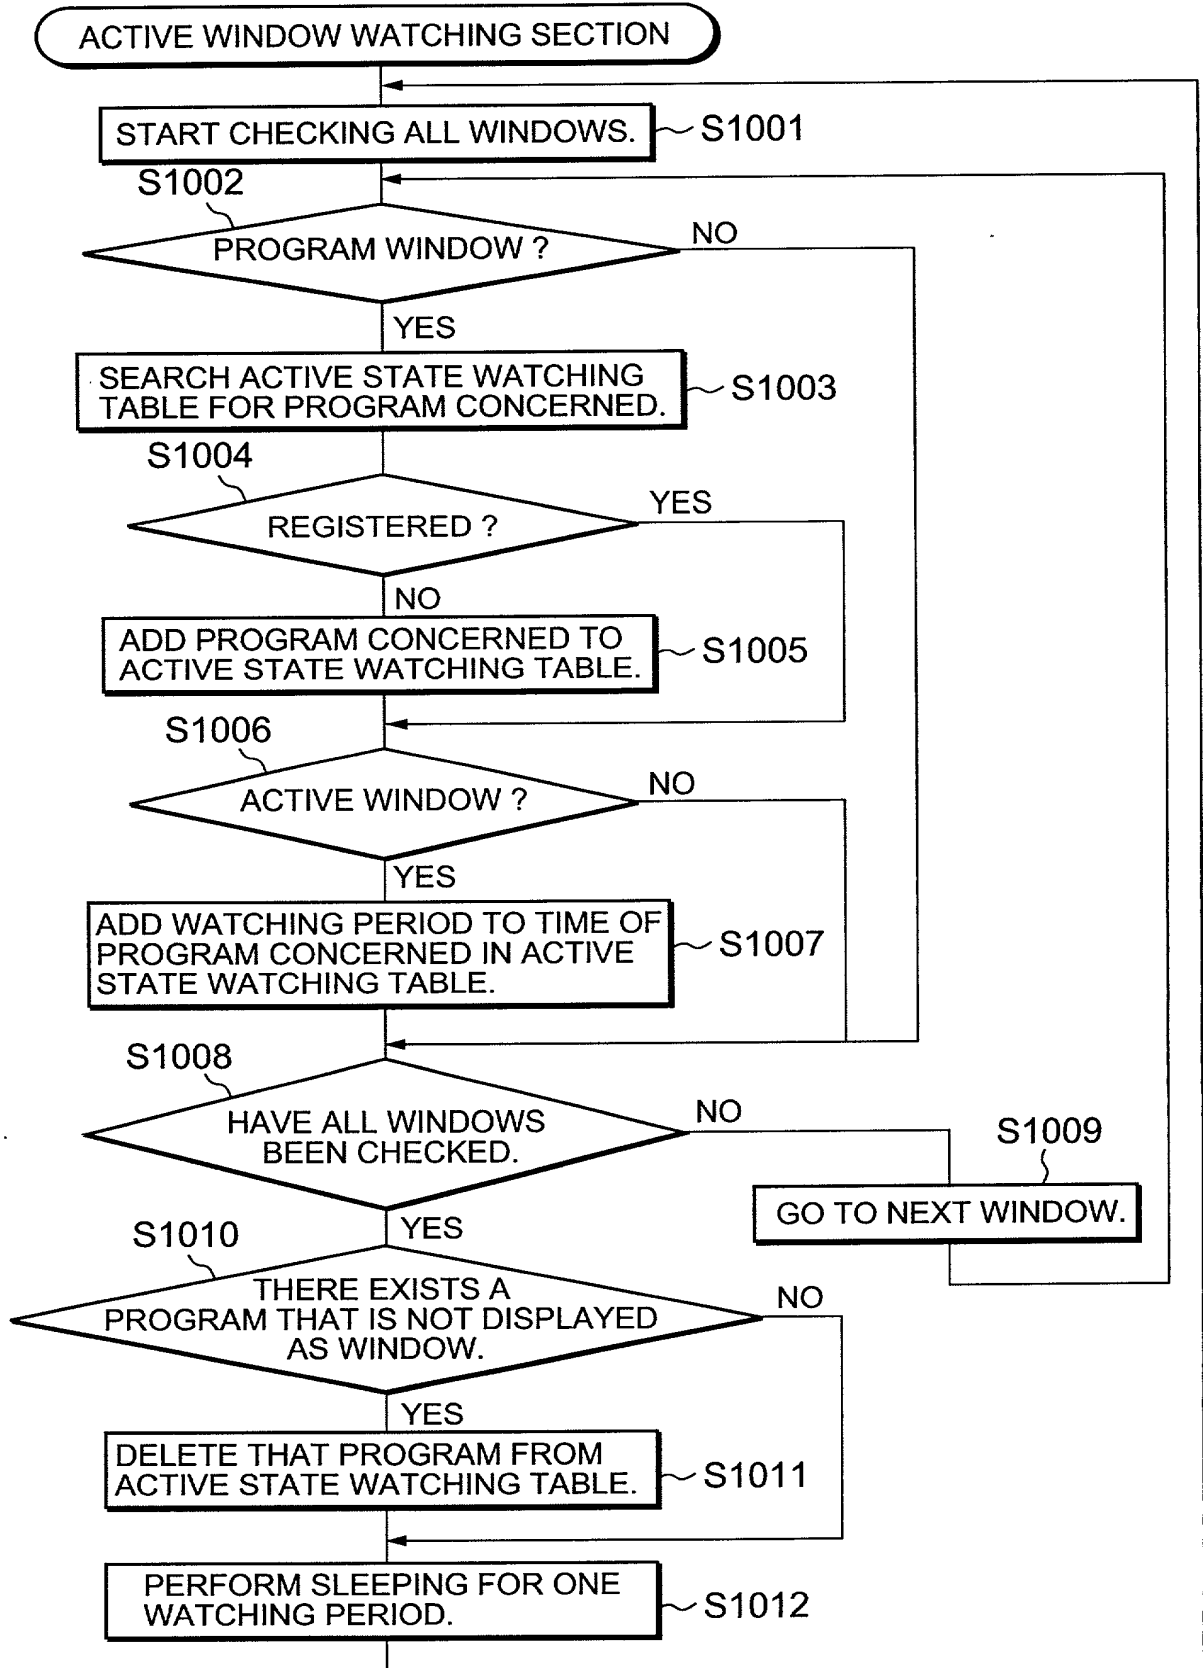 ACTIVE WINDOW WATCHING SECTION
START CHECKING ALL WINDOWS.
S1001
S1002
PROGRAM WINDOW ?
NO
YES
SEARCH ACTIVE STATE WATCHING
TABLE FOR PROGRAM CONCERNED.
S1003
S1004
REGISTERED ?
YES
NO
ADD PROGRAM CONCERNED TO
ACTIVE STATE WATCHING TABLE.
S1005
S1006
ACTIVE WINDOW ?
NO
YES
ADD WATCHING PERIOD TO TIME OF
PROGRAM CONCERNED IN ACTIVE
STATE WATCHING TABLE.
S1007
S1008
HAVE ALL WINDOWS
BEEN CHECKED.
NO
S1009
GO TO NEXT WINDOW.
YES
S1010
THERE EXISTS A
PROGRAM THAT IS NOT DISPLAYED
AS WINDOW.
NO
YES
DELETE THAT PROGRAM FROM
ACTIVE STATE WATCHING TABLE.
S1011
PERFORM SLEEPING FOR ONE
WATCHING PERIOD.
S1012